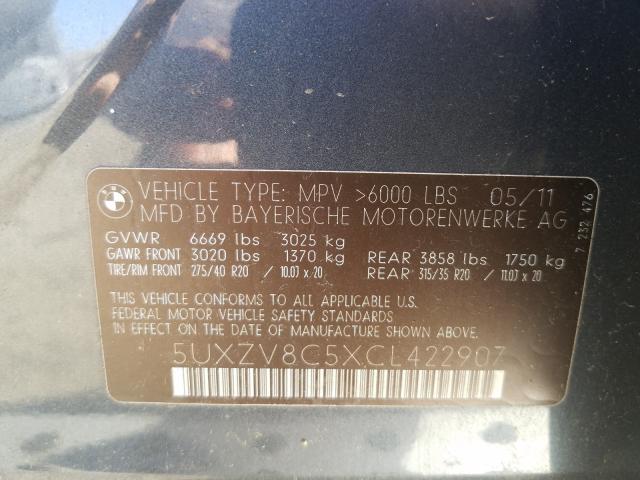 BMW
VEHICLE TYPE: MPV >6000 LBS 05/11
MFD BY BAYERISCHE MOTORENWERKE AG
GVWR 6669 lbs 3025 kg
GAWR FRONT 3020 lbs 1370 kg REAR 3858 lbs 1750 kg
TIRE/RIM FRONT 275/40 R20 / 10.0J x 20 REAR 315/35 R20 / 11.0J x 20
THIS VEHICLE CONFORMS TO ALL APPLICABLE U.S.
FEDERAL MOTOR VEHICLE SAFETY STANDARDS
IN EFFECT ON THE DATE OF MANUFACTURE SHOWN ABOVE.
5UXZV8C5XCL422907
7 232 476